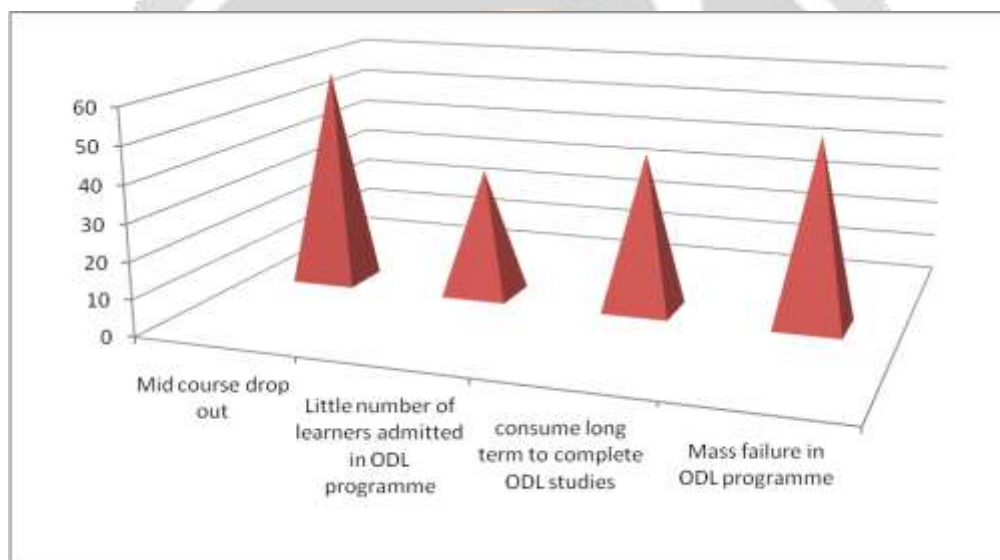 60
50
40
30
20
10
0
Mid course drop
out
Little number of
learners admitted
in ODL
programme
consume long
term to complete
ODL studies
Mass failure in
ODL programme